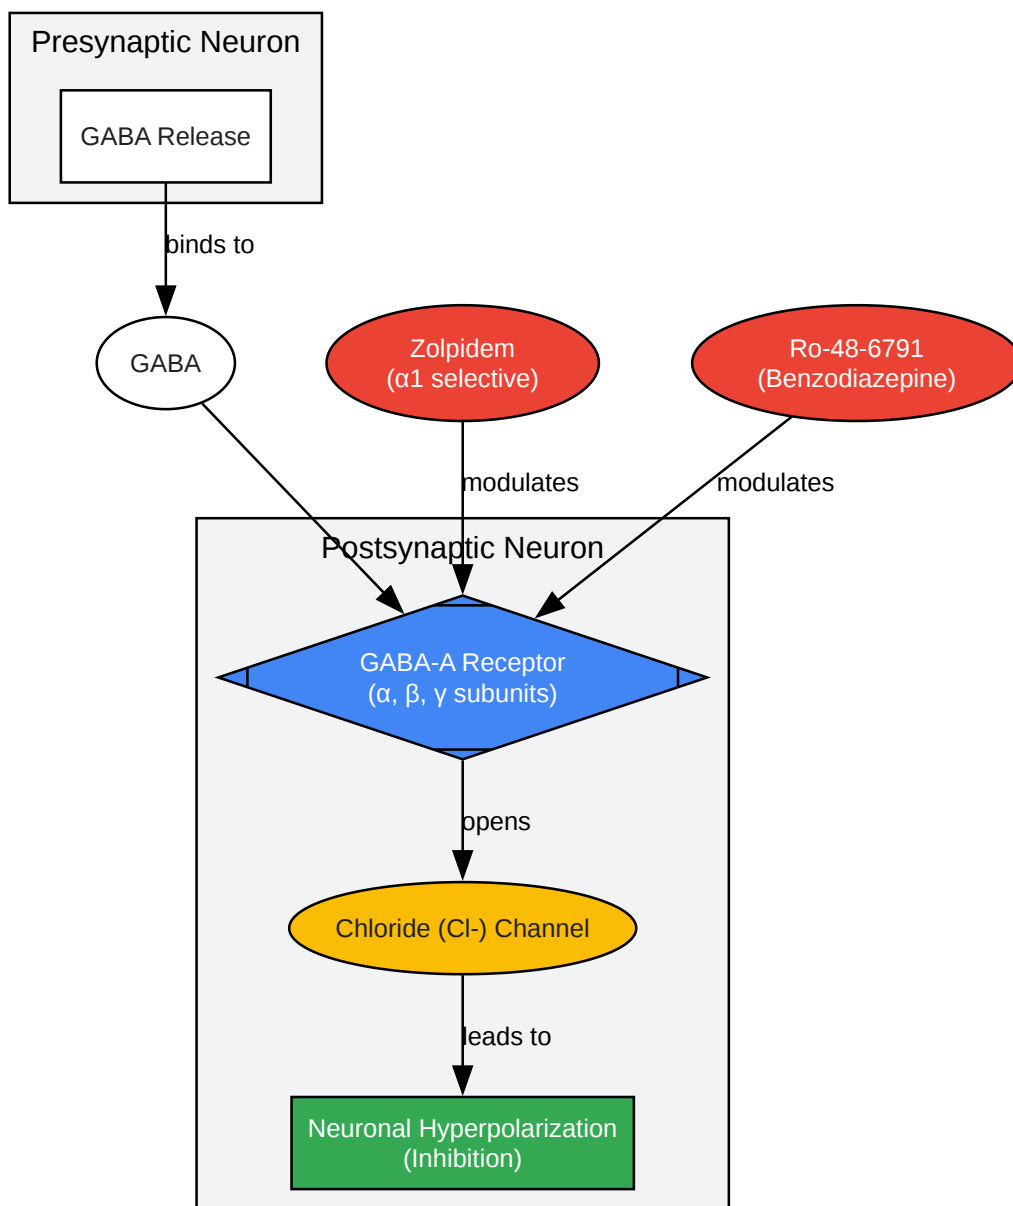 Presynaptic Neuron
GABA Release
binds to
GABA
Zolpidem
(α1 selective)
Ro-48-6791
(Benzodiazepine)
modulates
modulates
Postsynaptic Neuron
GABA-A Receptor
(α, β, γ subunits)
opens
Chloride (Cl-) Channel
leads to
Neuronal Hyperpolarization
(Inhibition)